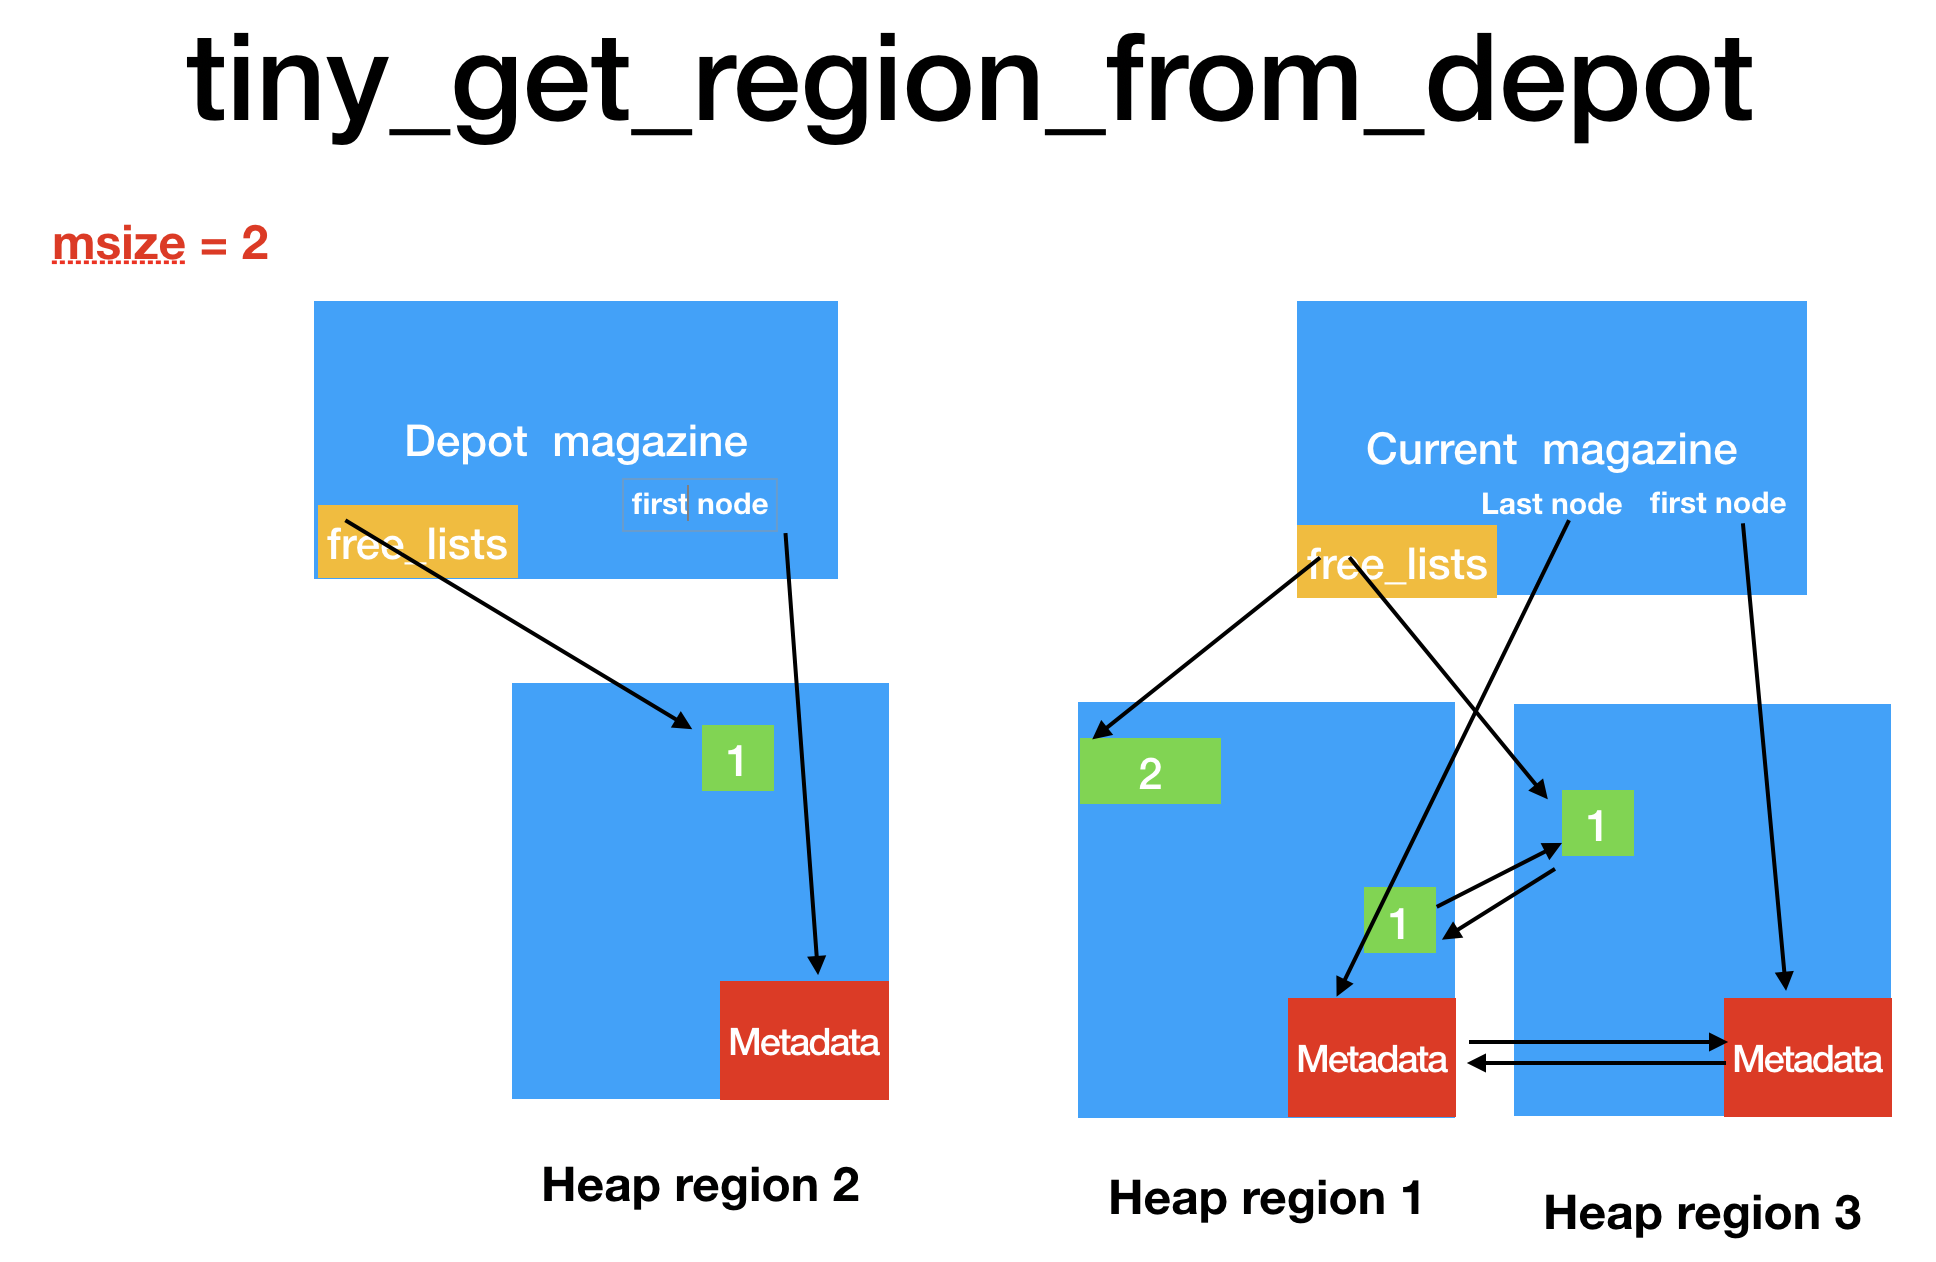 tiny_get_region_from_depot
msize = 2
Depot magazine
first node
free_lists
Current magazine
Last node first node
free_lists
1
2
1
1
Metadata
Metadata
Metadata
Heap region 2
Heap region 1
Heap region 3